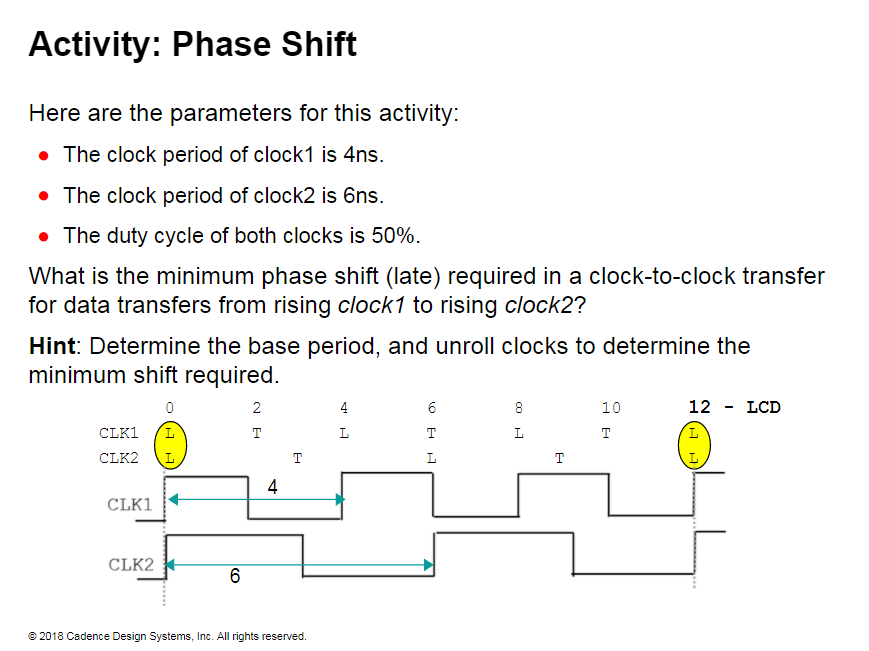 Activity: Phase Shift
Here are the parameters for this activity:
• The clock period of clock1 is 4ns.
• The clock period of clock2 is 6ns.
• The duty cycle of both clocks is 50%.
What is the minimum phase shift (late) required in a clock-to-clock transfer
for data transfers from rising clock1 to rising clock2?
Hint: Determine the base period, and unroll clocks to determine the
minimum shift required.
0 2 4 6 8 10 12 - LCD
CLK1 L T L T L T L
CLK2 L T L T L
4
CLK1
CLK2
6
© 2018 Cadence Design Systems, Inc. All rights reserved.